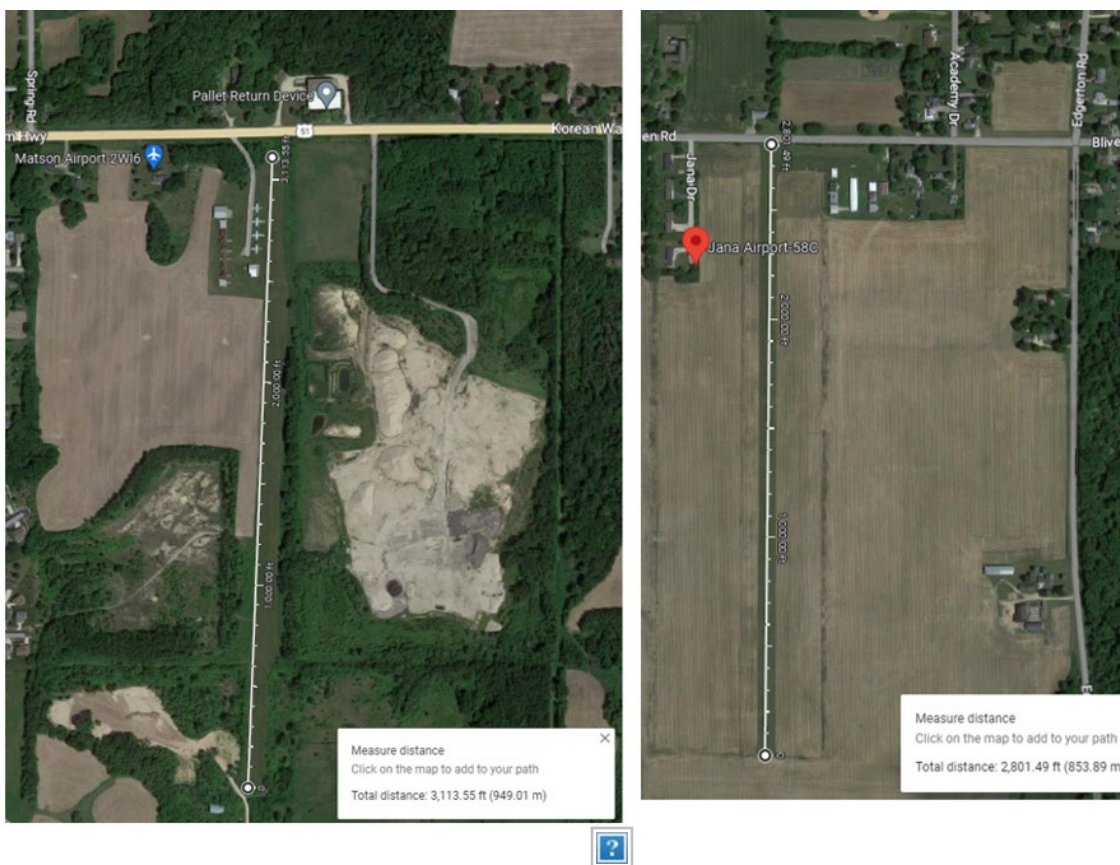 Spring Rd
Pallet Return Device
51
m Hwy
Korean Wa
Matson Airport-2WI6
3,113.55 ft
2,000.00 ft
1,000.00 ft
0
Measure distance
Click on the map to add to your path
Total distance: 3,113.55 ft (949.01 m)
Academy Dr
Edgerton Rd
en Rd
2,801.49 ft
Blive
Jana Dr
Jana Airport-58C
2,000.00 ft
1,000.00 ft
E
0
Measure distance
Click on the map to add to your path
Total distance: 2,801.49 ft (853.89 m
?